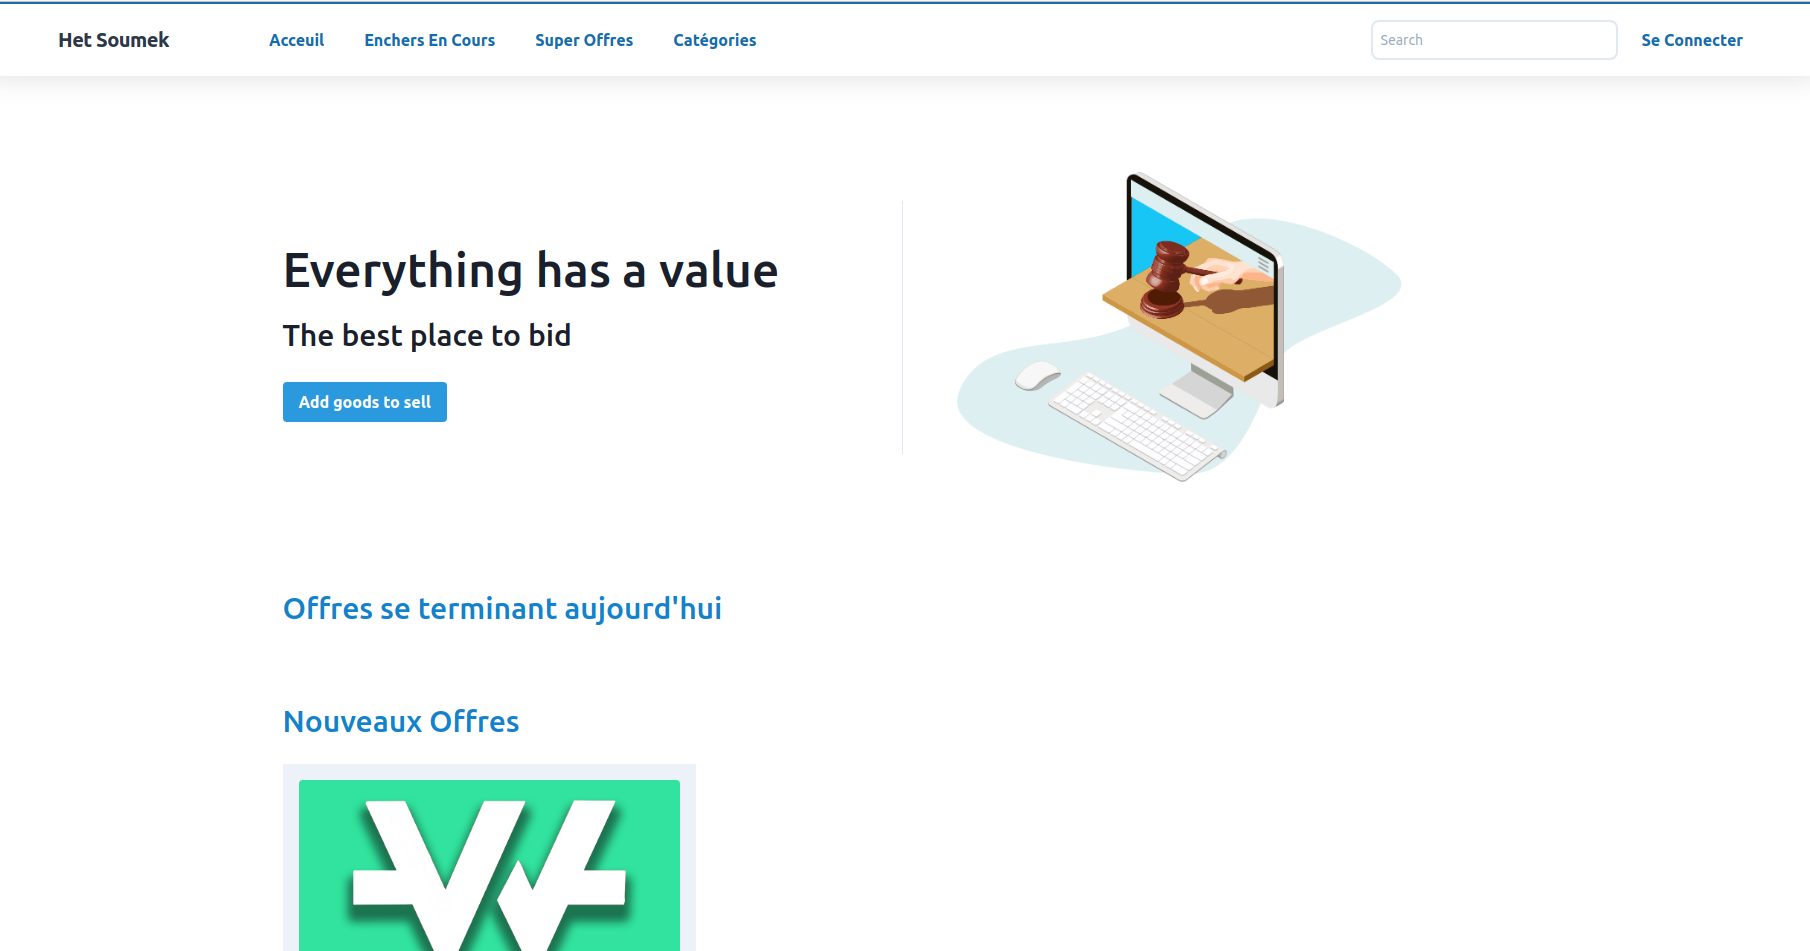 Het Soumek
Acceuil
Enchers En Cours
Super Offres
Catégories
Search
Se Connecter
Everything has a value
The best place to bid
Add goods to sell
Offres se terminant aujourd'hui
Nouveaux Offres